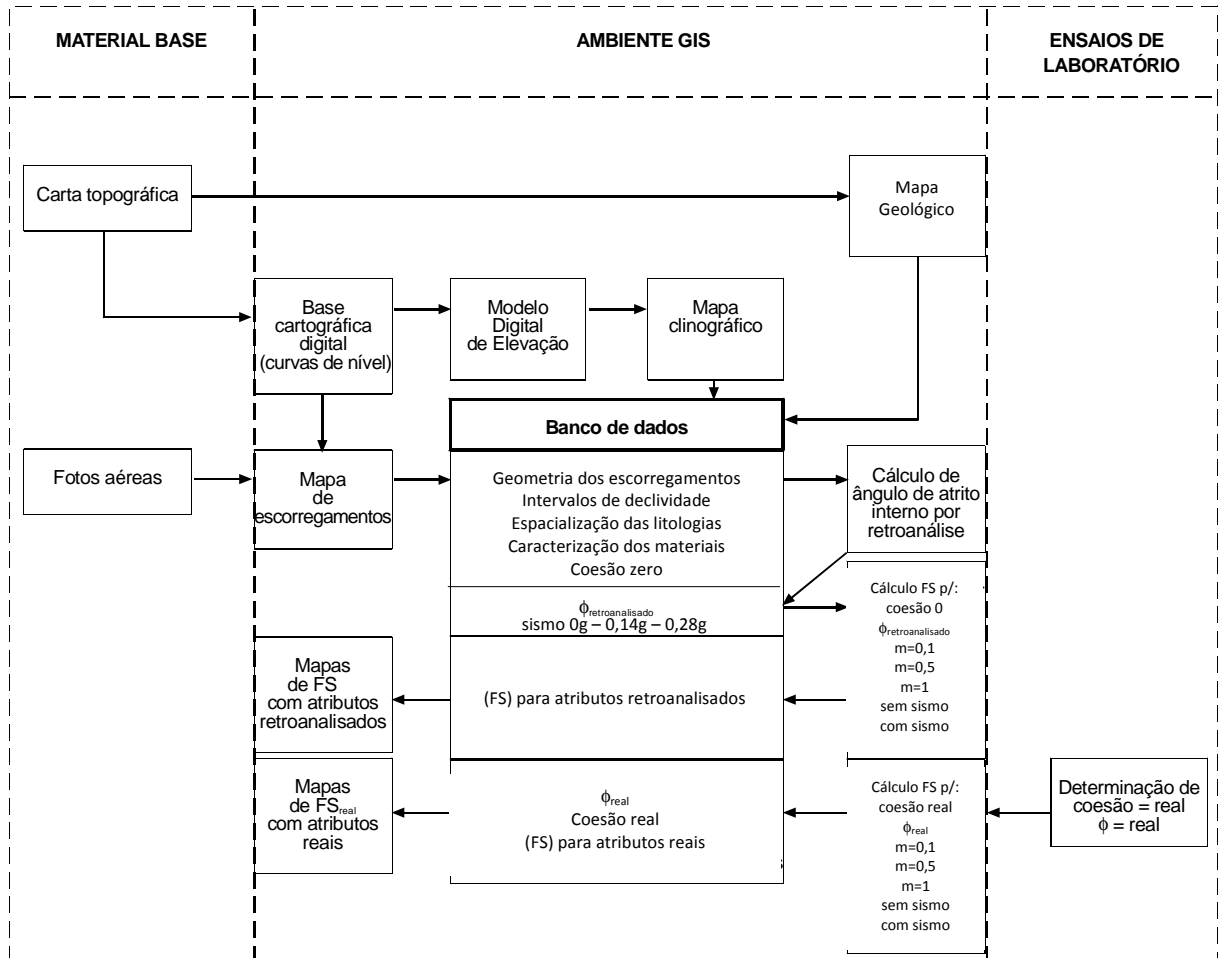 MATERIAL BASE
AMBIENTE GIS
ENSAIOS DE
LABORATÓRIO
Carta topográfica
Mapa
Geológico
Base
cartográfica
digital
(curvas de nível)
Modelo
Digital
de Elevação
Mapa
clinográfico
Banco de dados
Fotos aéreas
Mapa
de
escorregamentos
Geometria dos escorregamentos
Intervalos de declividade
Espacialização das litologias
Caracterização dos materiais
Coesão zero
Cálculo de
ângulo de atrito
interno por
retroanálise
ϕretroanalisado
sismo 0g – 0,14g – 0,28g
Cálculo FS p/:
coesão 0
ϕretroanalisado
m=0,1
m=0,5
m=1
sem sismo
com sismo
Mapas
de FS
com atributos
retroanalisados
(FS) para atributos retroanalisados
Mapas
de FSreal
com atributos
reais
ϕreal
Coesão real
(FS) para atributos reais
Cálculo FS p/:
coesão real
ϕreal
m=0,1
m=0,5
m=1
sem sismo
com sismo
Determinação de
coesão = real
ϕ = real